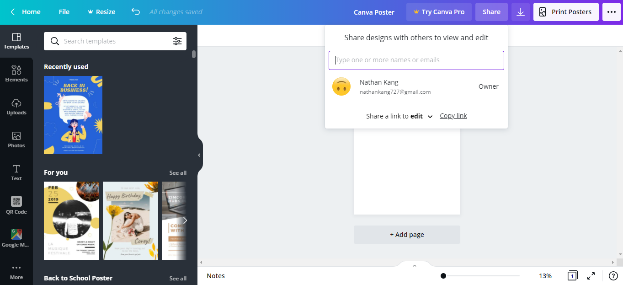 Home
File
Resize
All changes saved
Canva Poster
Try Canva Pro
Share
Print Posters
Templates
Elements
Uploads
Photos
Text
QR Code
Google M...
More
Search templates
Recently used
BACK IN
BUSINESS!
For you
See all
FEB
Happy Birthday
Back to School Poster
See all
Share designs with others to view and edit
Type one or more names or emails
Nathan Kang
nathankang727@gmail.com
Owner
Share a link to edit
Copy link
+ Add page
Notes
13%
1